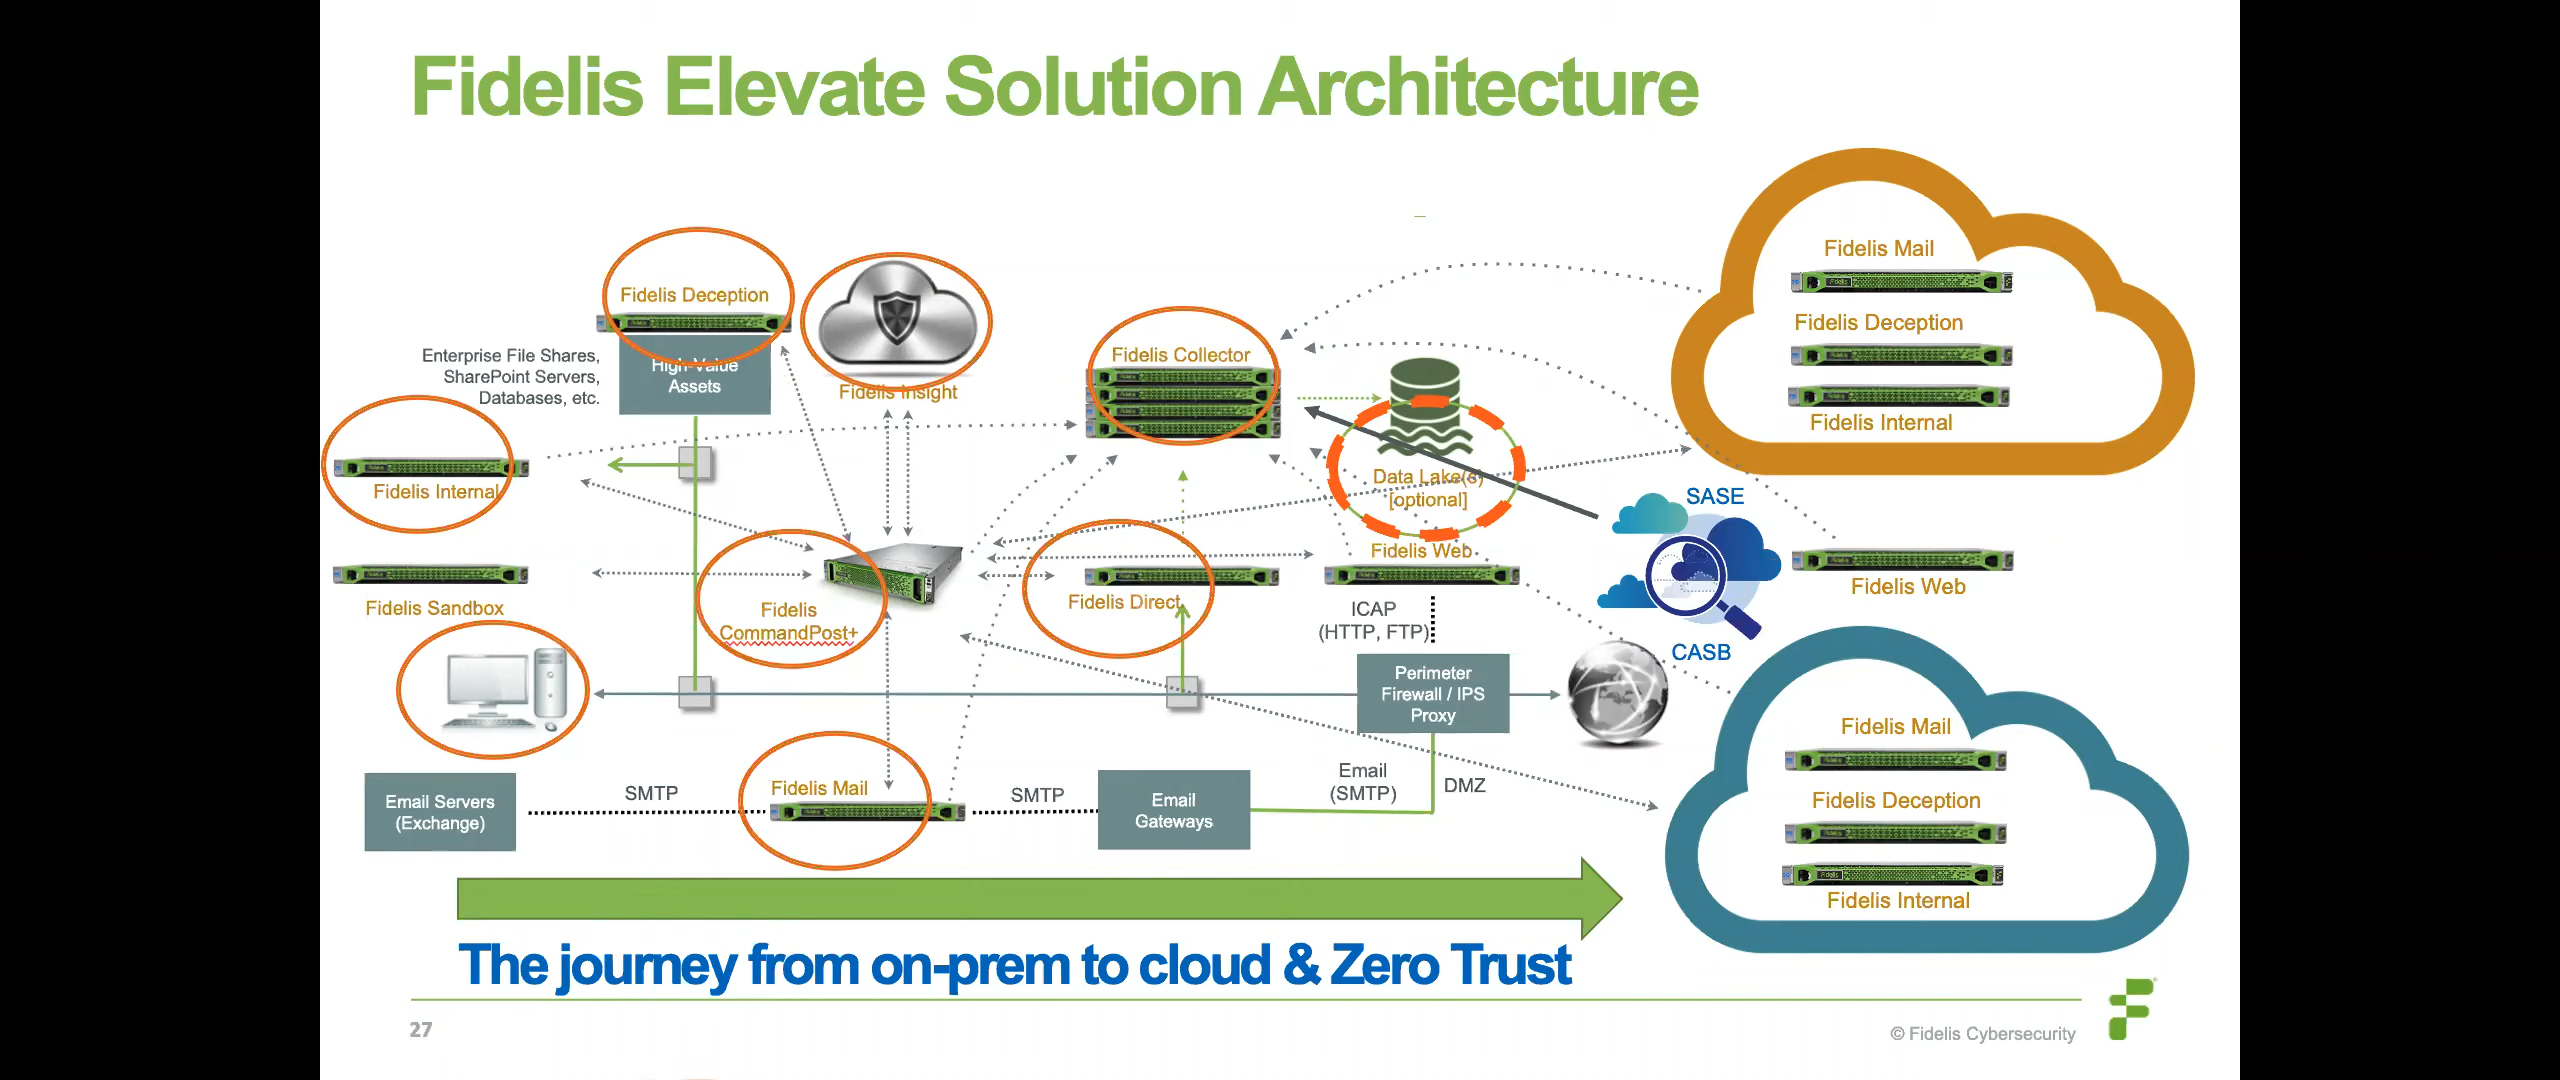 Fidelis Elevate Solution Architecture
Fidelis Deception
High-Value
Assets
Enterprise File Shares,
SharePoint Servers,
Databases, etc.
Fidelis Insight
Fidelis Collector
Data Lake(s)
[optional]
Fidelis Internal
Fidelis Sandbox
Fidelis
CommandPost+
Fidelis Direct
Fidelis Web
ICAP
(HTTP, FTP)
Perimeter
Firewall / IPS
Proxy
SASE
CASB
Fidelis Web
Fidelis Mail
Fidelis Deception
Fidelis Internal
Fidelis Mail
Fidelis Deception
Fidelis Internal
Email Servers
(Exchange)
SMTP
Fidelis Mail
SMTP
Email
Gateways
Email
(SMTP)
DMZ
The journey from on-prem to cloud & Zero Trust
27
© Fidelis Cybersecurity